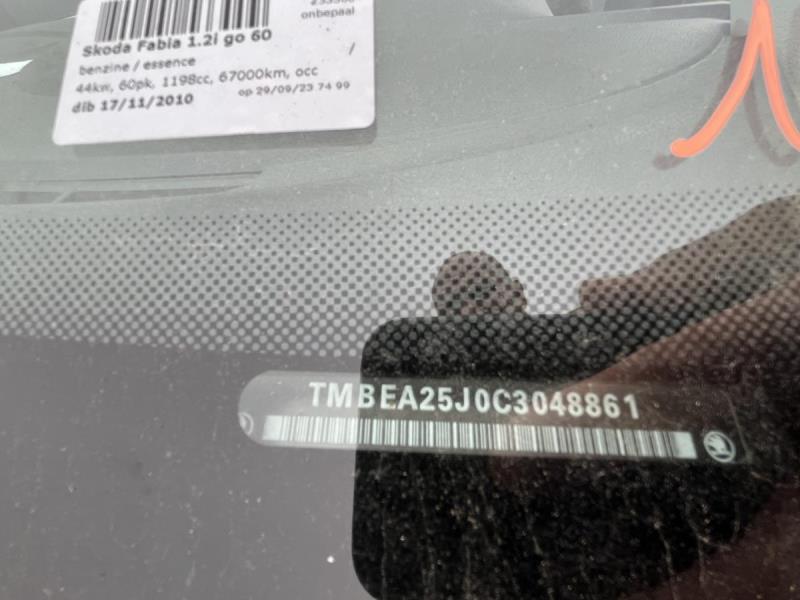 onbepaal
Skoda Fabia 1.2i go 60
benzine / essence /
44kw, 60pk, 1198cc, 67000km, occ
dib 17/11/2010 op 29/09/23 74 99
TMBEA25J0C3048861